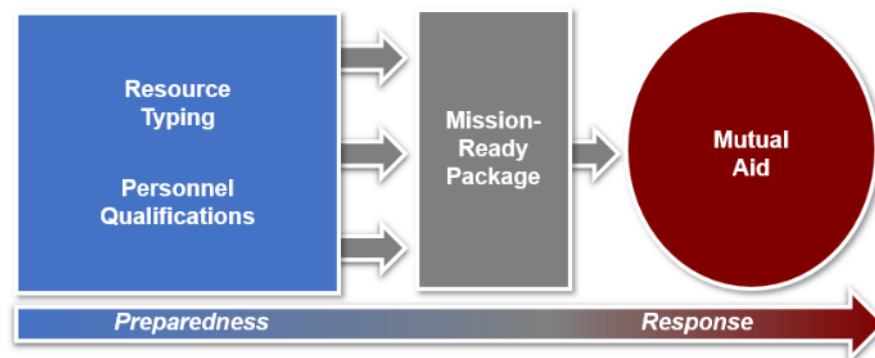 Resource
Typing
Personnel
Qualifications
Mission-
Ready
Package
Mutual
Aid
Preparedness
Response